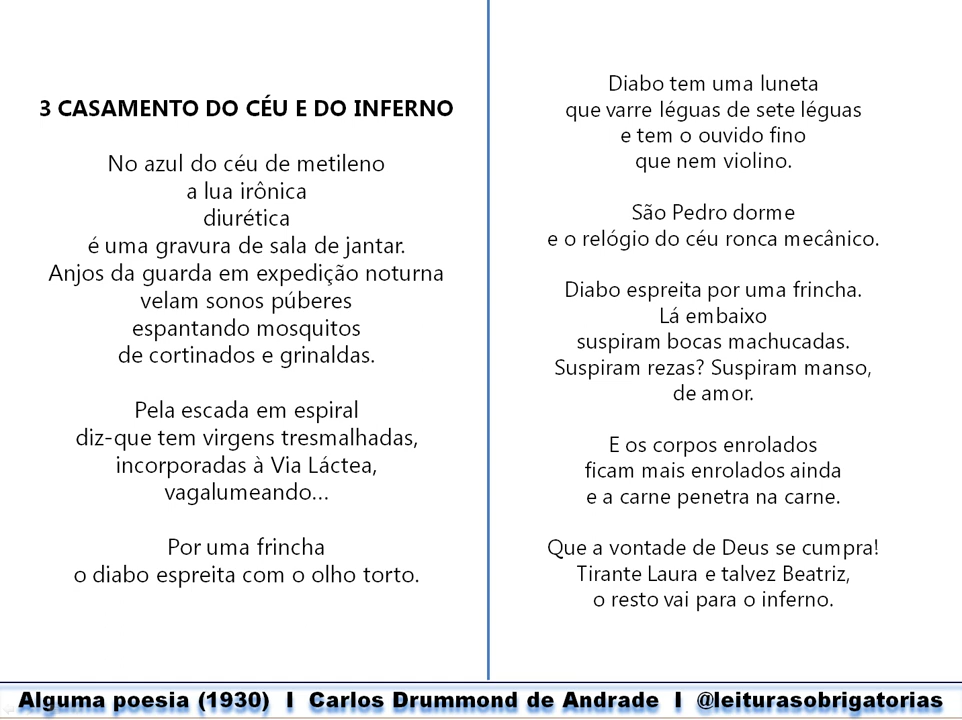 3 CASAMENTO DO CÉU E DO INFERNO
No azul do céu de metileno
a lua irônica
diurética
é uma gravura de sala de jantar.
Anjos da guarda em expedição noturna
velam sonos púberes
espantando mosquitos
de cortinados e grinaldas.
Pela escada em espiral
diz-que tem virgens tresmalhadas,
incorporadas à Via Láctea,
vagalumeando...
Por uma frincha
o diabo espreita com o olho torto.
Diabo tem uma luneta
que varre léguas de sete léguas
e tem o ouvido fino
que nem violino.
São Pedro dorme
e o relógio do céu ronca mecânico.
Diabo espreita por uma frincha.
Lá embaixo
suspiram bocas machucadas.
Suspiram rezas? Suspiram manso,
de amor.
E os corpos enrolados
ficam mais enrolados ainda
e a carne penetra na carne.
Que a vontade de Deus se cumpra!
Tirante Laura e talvez Beatriz,
o resto vai para o inferno.
Alguma poesia (1930) I Carlos Drummond de Andrade I @leiturasobrigatorias